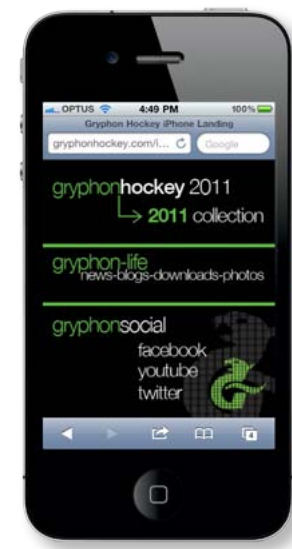 OPTUS 4:49 PM 100%
Gryphon Hockey iPhone Landing
gryphonhockey.com/i... Google
gryphonhockey 2011
2011 collection
gryphon-life
news-blogs-downloads-photos
gryphonsocial
facebook
youtube
twitter
4